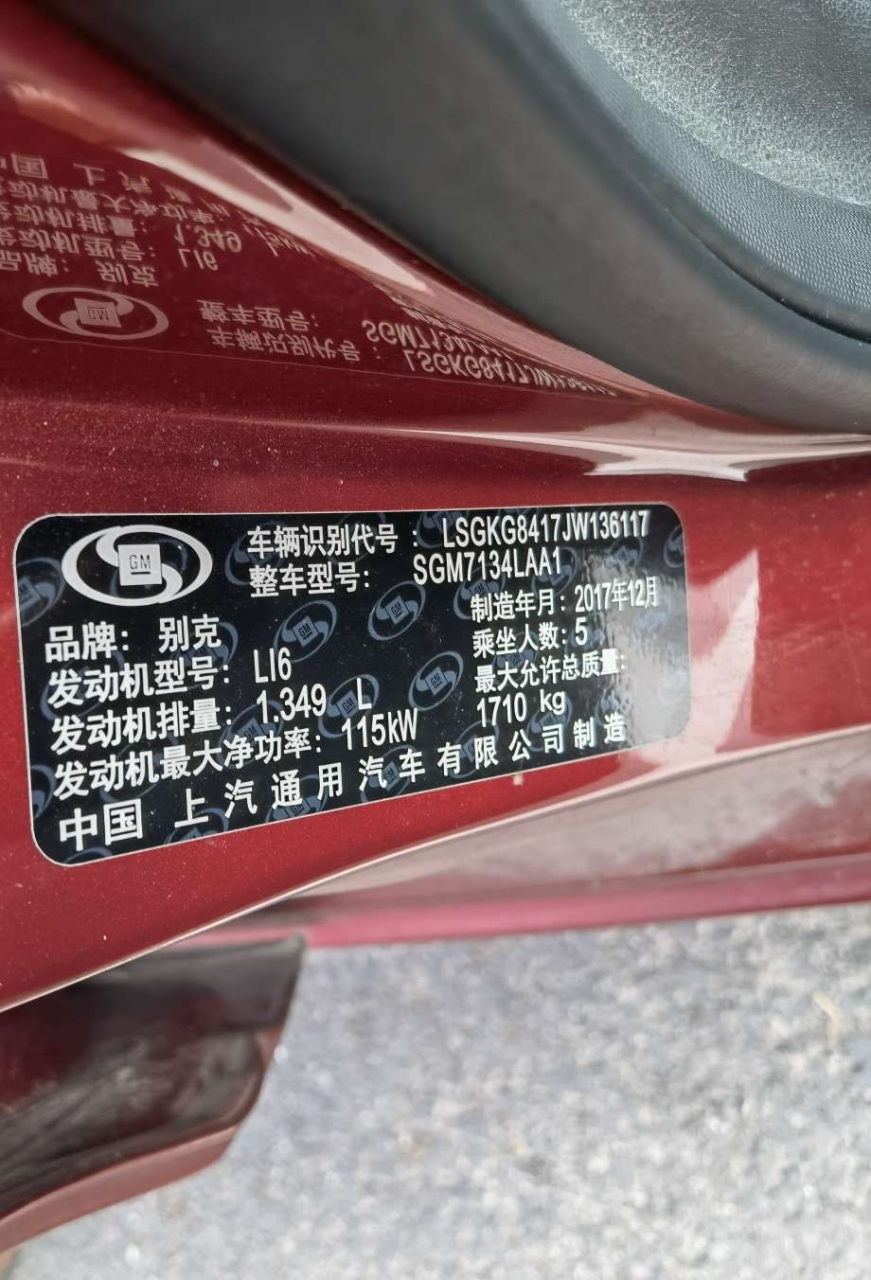 GM
车辆识别代号：LSGKG8417JW136117
整车型号：SGM7134LAA1
品牌：别克
制造年月：2017年12月
发动机型号：LI6
乘坐人数：5
发动机排量：1.349 L
最大允许总质量：
1710 kg
发动机最大净功率：115kW
中国 上汽通用汽车有限公司制造